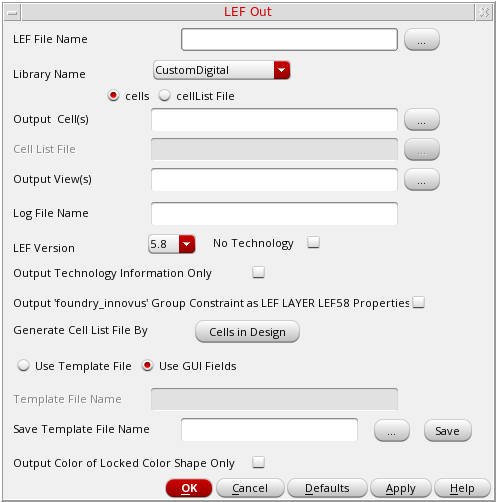 LEF Out
LEF File Name ...
Library Name CustomDigital
cells cellList File
Output Cell(s) ...
Cell List File ...
Output View(s) ...
Log File Name
LEF Version 5.8 No Technology
Output Technology Information Only
Output 'foundry_innovus' Group Constraint as LEF LAYER LEF58 Properties
Generate Cell List File By Cells in Design
Use Template File Use GUI Fields
Template File Name
Save Template File Name ... Save
Output Color of Locked Color Shape Only
OK Cancel Defaults Apply Help